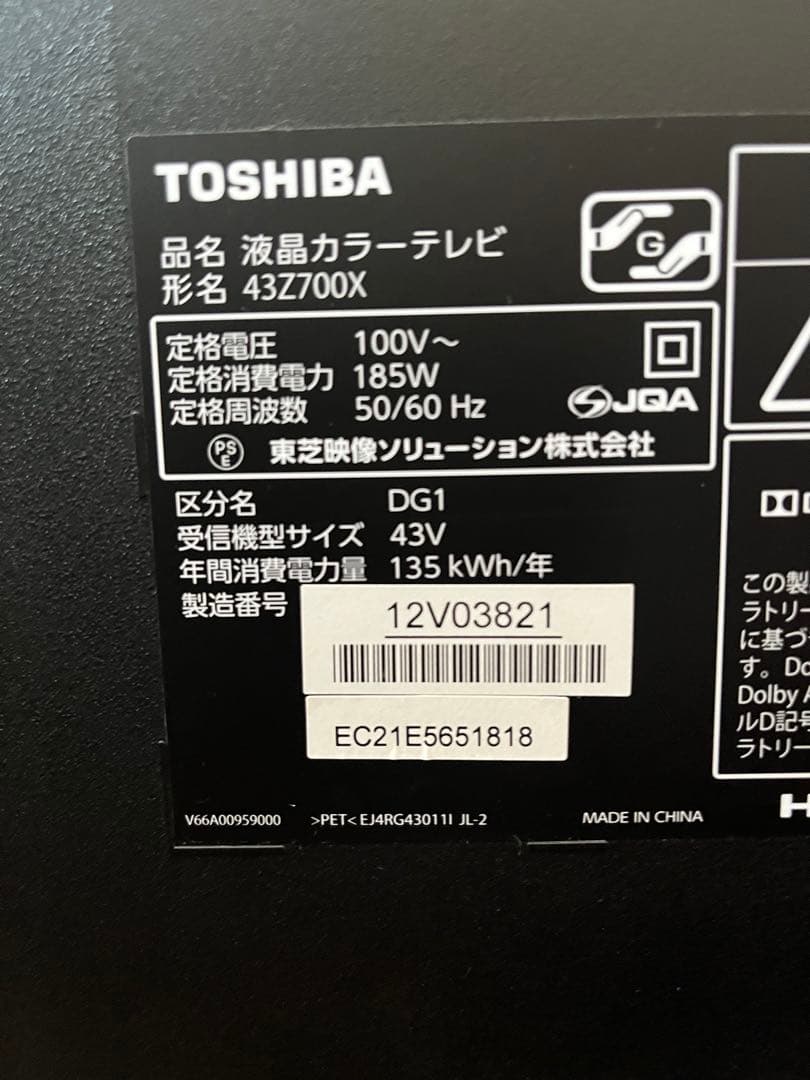 TOSHIBA
品名 液晶カラーテレビ
形名 43Z700X
G
定格電圧 100V～
定格消費電力 185W
定格周波数 50/60 Hz
JQA
PS
E
東芝映像ソリューション株式会社
区分名 DG1
受信機型サイズ 43V
年間消費電力量 135 kWh/年
製造番号 12V03821
EC21E5651818
V66A00959000 >PET< EJ4RG43011I JL-2 MADE IN CHINA
この製
ラトリー
に基づ
す。Do
Dolby A
ルD記号
ラトリー
H